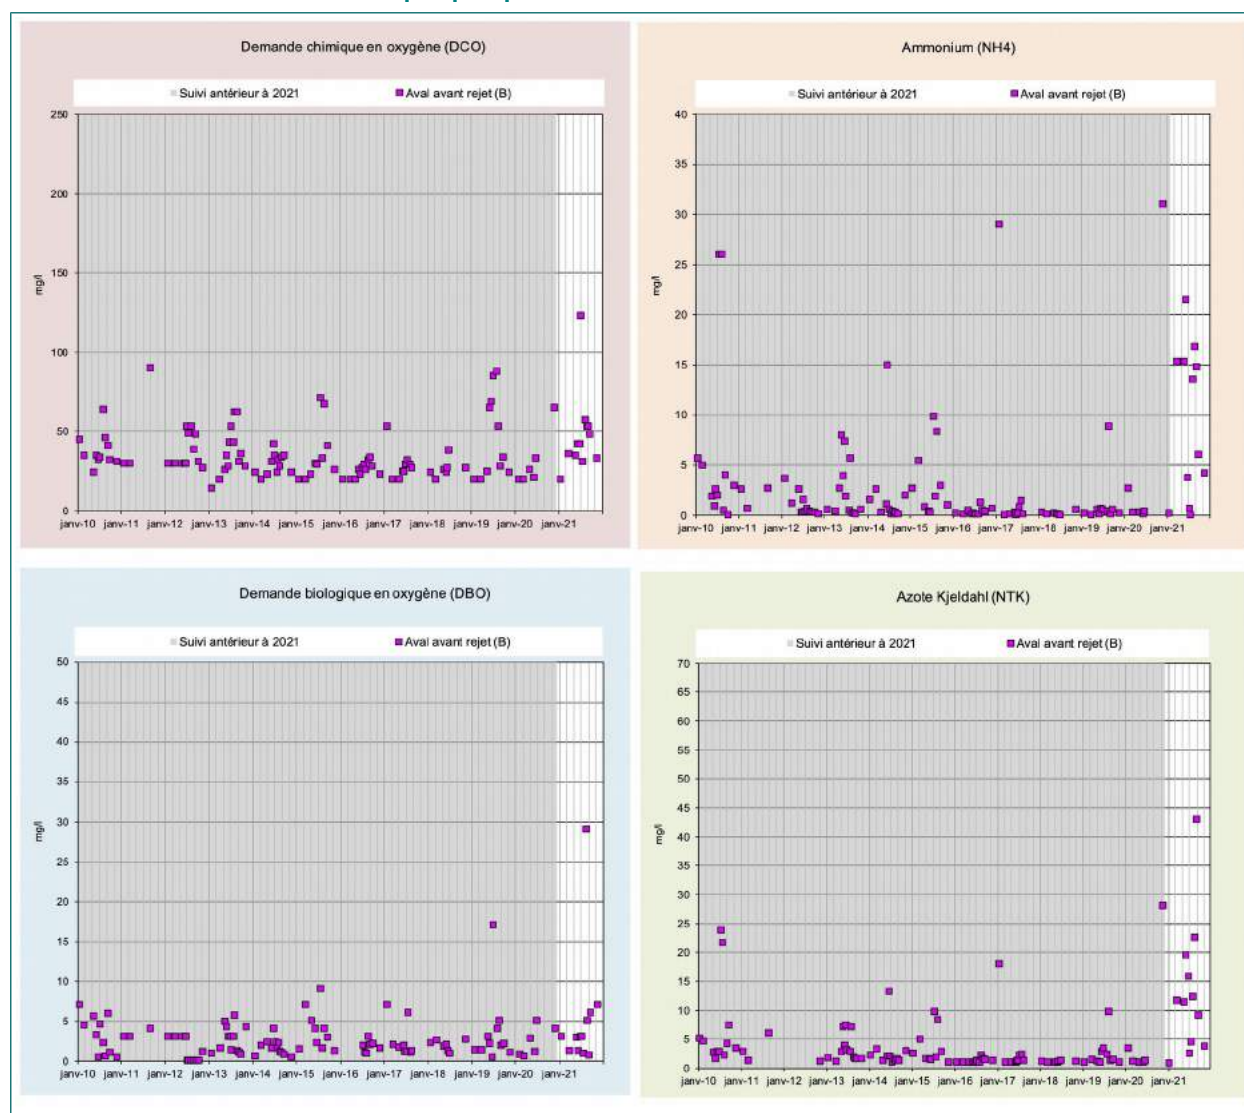 Demande chimique en oxygène (DCO)
Suivi antérieur à 2021 Aval avant rejet (B)
250
200
150
100
50
0
mg/l
janv-10 janv-11 janv-12 janv-13 janv-14 janv-15 janv-16 janv-17 janv-18 janv-19 janv-20 janv-21
Ammonium (NH4)
Suivi antérieur à 2021 Aval avant rejet (B)
40
35
30
25
20
15
10
5
0
mg/l
janv-10 janv-11 janv-12 janv-13 janv-14 janv-15 janv-16 janv-17 janv-18 janv-19 janv-20 janv-21
Demande biologique en oxygène (DBO)
Suivi antérieur à 2021 Aval avant rejet (B)
50
45
40
35
30
25
20
15
10
5
0
mg/l
janv-10 janv-11 janv-12 janv-13 janv-14 janv-15 janv-16 janv-17 janv-18 janv-19 janv-20 janv-21
Azote Kjeldahl (NTK)
Suivi antérieur à 2021 Aval avant rejet (B)
70
65
60
55
50
45
40
35
30
25
20
15
10
5
0
mg/l
janv-10 janv-11 janv-12 janv-13 janv-14 janv-15 janv-16 janv-17 janv-18 janv-19 janv-20 janv-21